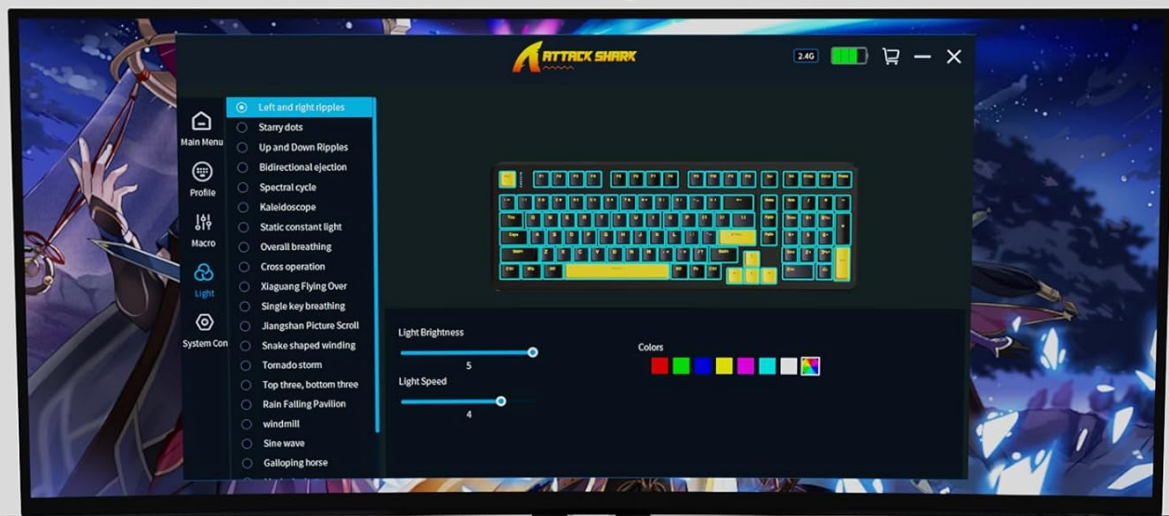 ATTACK SHARK
2.4G
Main Menu
Profile
Macro
Light
System Con
Left and right ripples
Starry dots
Up and Down Ripples
Bidirectional ejection
Spectral cycle
Kaleidoscope
Static constant light
Overall breathing
Cross operation
Xiaguang Flying Over
Single key breathing
Jiangshan Picture Scroll
Snake shaped winding
Tornado storm
Top three, bottom three
Rain Falling Pavilion
windmill
Sine wave
Galloping horse
Light Brightness
5
Light Speed
4
Colors